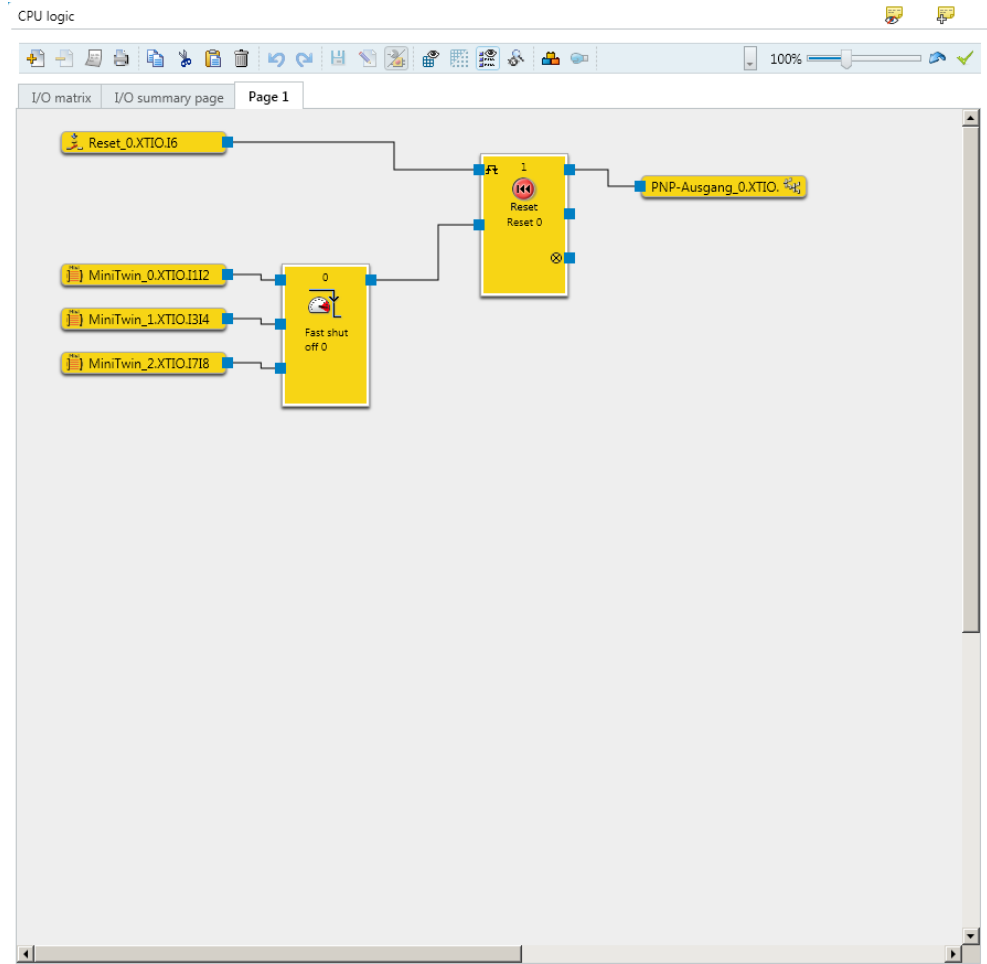 CPU logic
100%
I/O matrix
I/O summary page
Page 1
Reset_0.XTIO.I6
1
Reset
Reset 0
PNP-Ausgang_0.XTIO.
MiniTwin_0.XTIO.I1I2
MiniTwin_1.XTIO.I3I4
MiniTwin_2.XTIO.I7I8
0
Fast shut
off 0